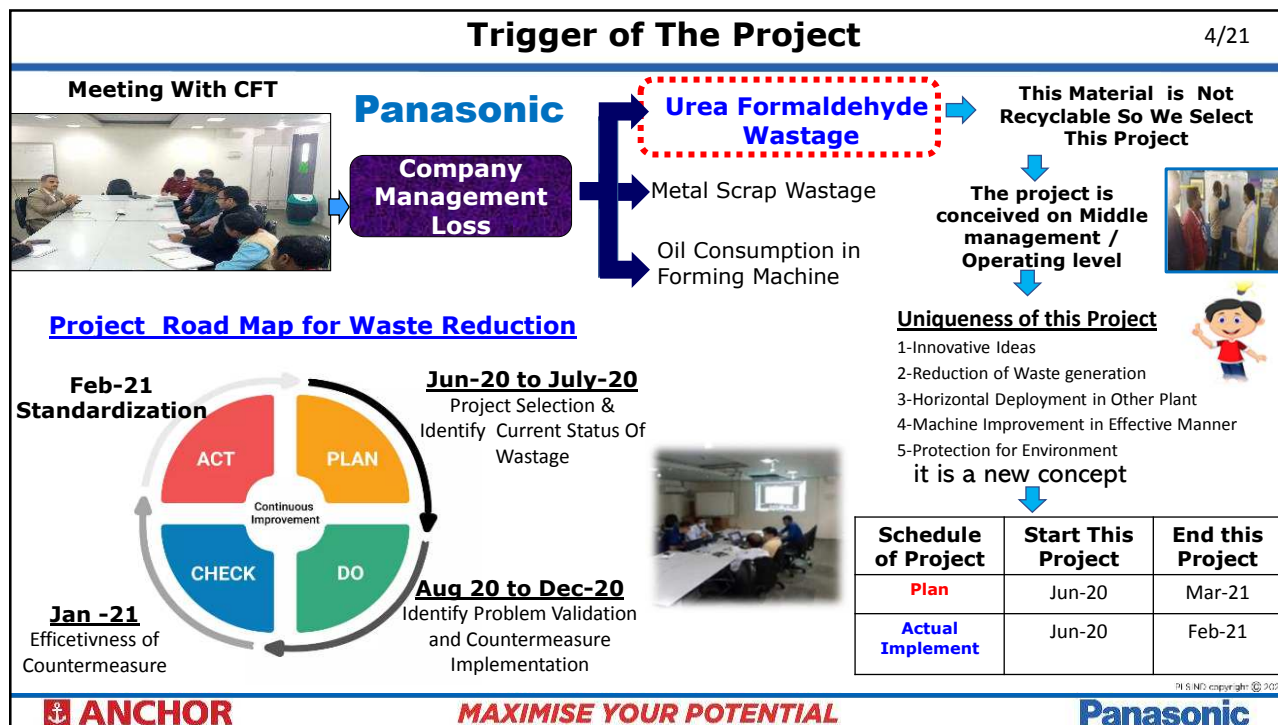 Trigger of The Project
4/21
Meeting With CFT
Panasonic
Company
Management
Loss
Urea Formaldehyde
Wastage
Metal Scrap Wastage
Oil Consumption in
Forming Machine
This Material is Not
Recyclable So We Select
This Project
The project is
conceived on Middle
management /
Operating level
Project Road Map for Waste Reduction
Feb-21
Standardization
Jun-20 to July-20
Project Selection &
Identify Current Status Of
Wastage
ACT
PLAN
Continuous
Improvement
CHECK
DO
Jan -21
Efficetivness of
Countermeasure
Aug 20 to Dec-20
Identify Problem Validation
and Countermeasure
Implementation
Uniqueness of this Project
1-Innovative Ideas
2-Reduction of Waste generation
3-Horizontal Deployment in Other Plant
4-Machine Improvement in Effective Manner
5-Protection for Environment
it is a new concept
Schedule of Project
Start This Project
End this Project
Plan
Jun-20
Mar-21
Actual Implement
Jun-20
Feb-21
copyright ©
ANCHOR
MAXIMISE YOUR POTENTIAL
Panasonic